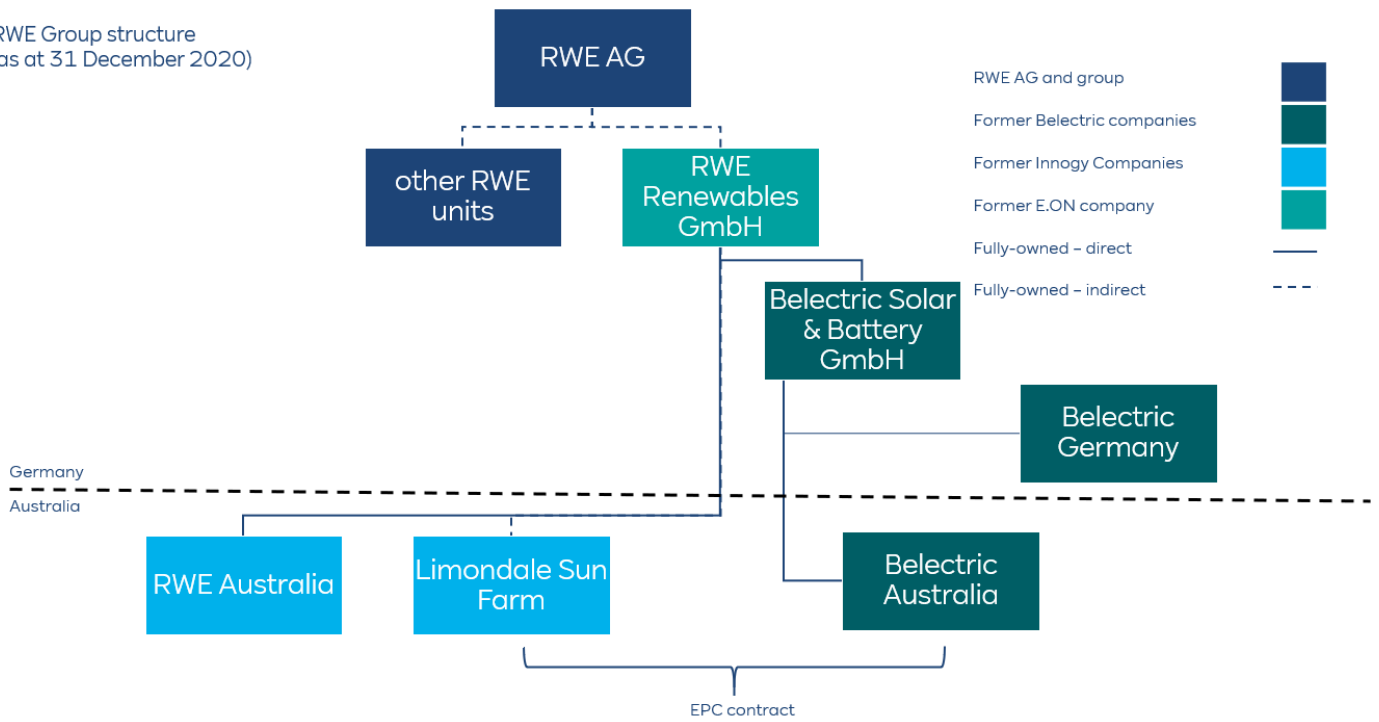 RWE Group structure
(as at 31 December 2020)
RWE AG
RWE AG and group
Former Belectric companies
Former Innogy Companies
Former E.ON company
Fully-owned – direct
Fully-owned – indirect
other RWE
units
RWE
Renewables
GmbH
Belectric Solar
& Battery
GmbH
Belectric
Germany
Germany
Australia
RWE Australia
Limondale Sun
Farm
Belectric
Australia
EPC contract